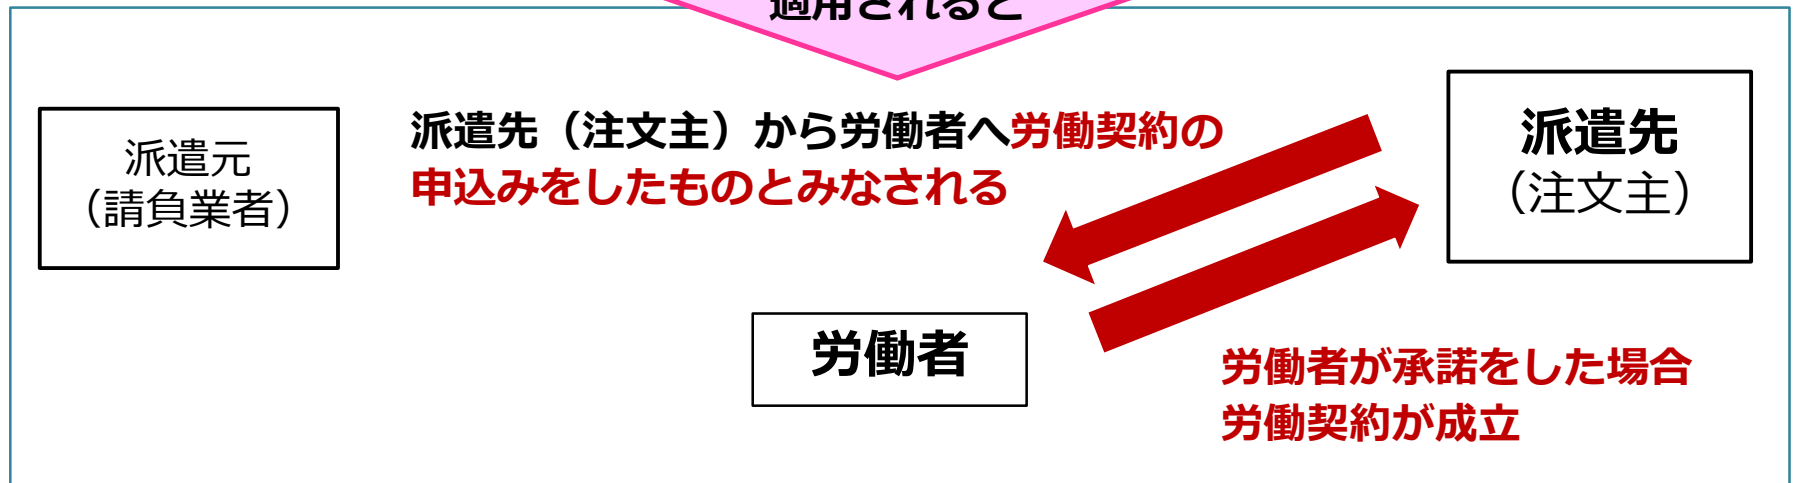 適用されると
派遣元
（請負業者）
派遣先（注文主）から労働者へ労働契約の
申込みをしたものとみなされる
派遣先
（注文主）
労働者
労働者が承諾をした場合
労働契約が成立